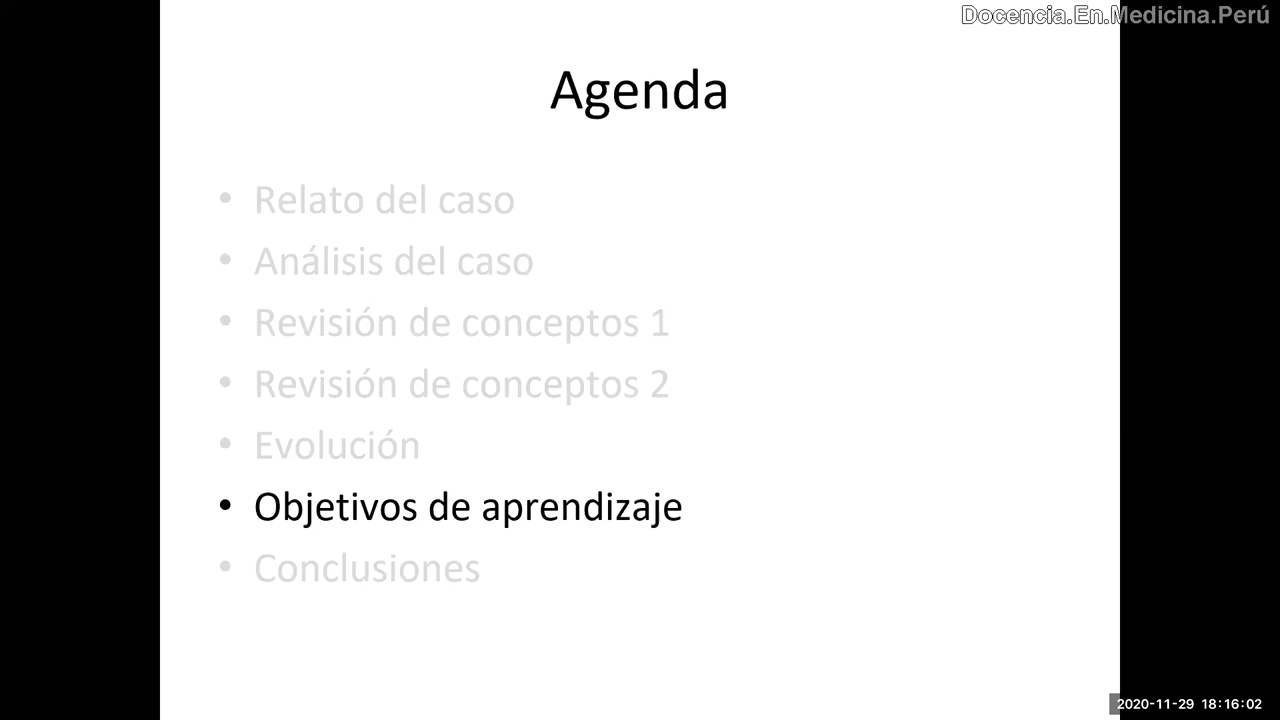 Docencia.En.Medicina.Perú
Agenda
• Relato del caso
• Análisis del caso
• Revisión de conceptos 1
• Revisión de conceptos 2
• Evolución
• Objetivos de aprendizaje
• Conclusiones
2020-11-29 18:16:02